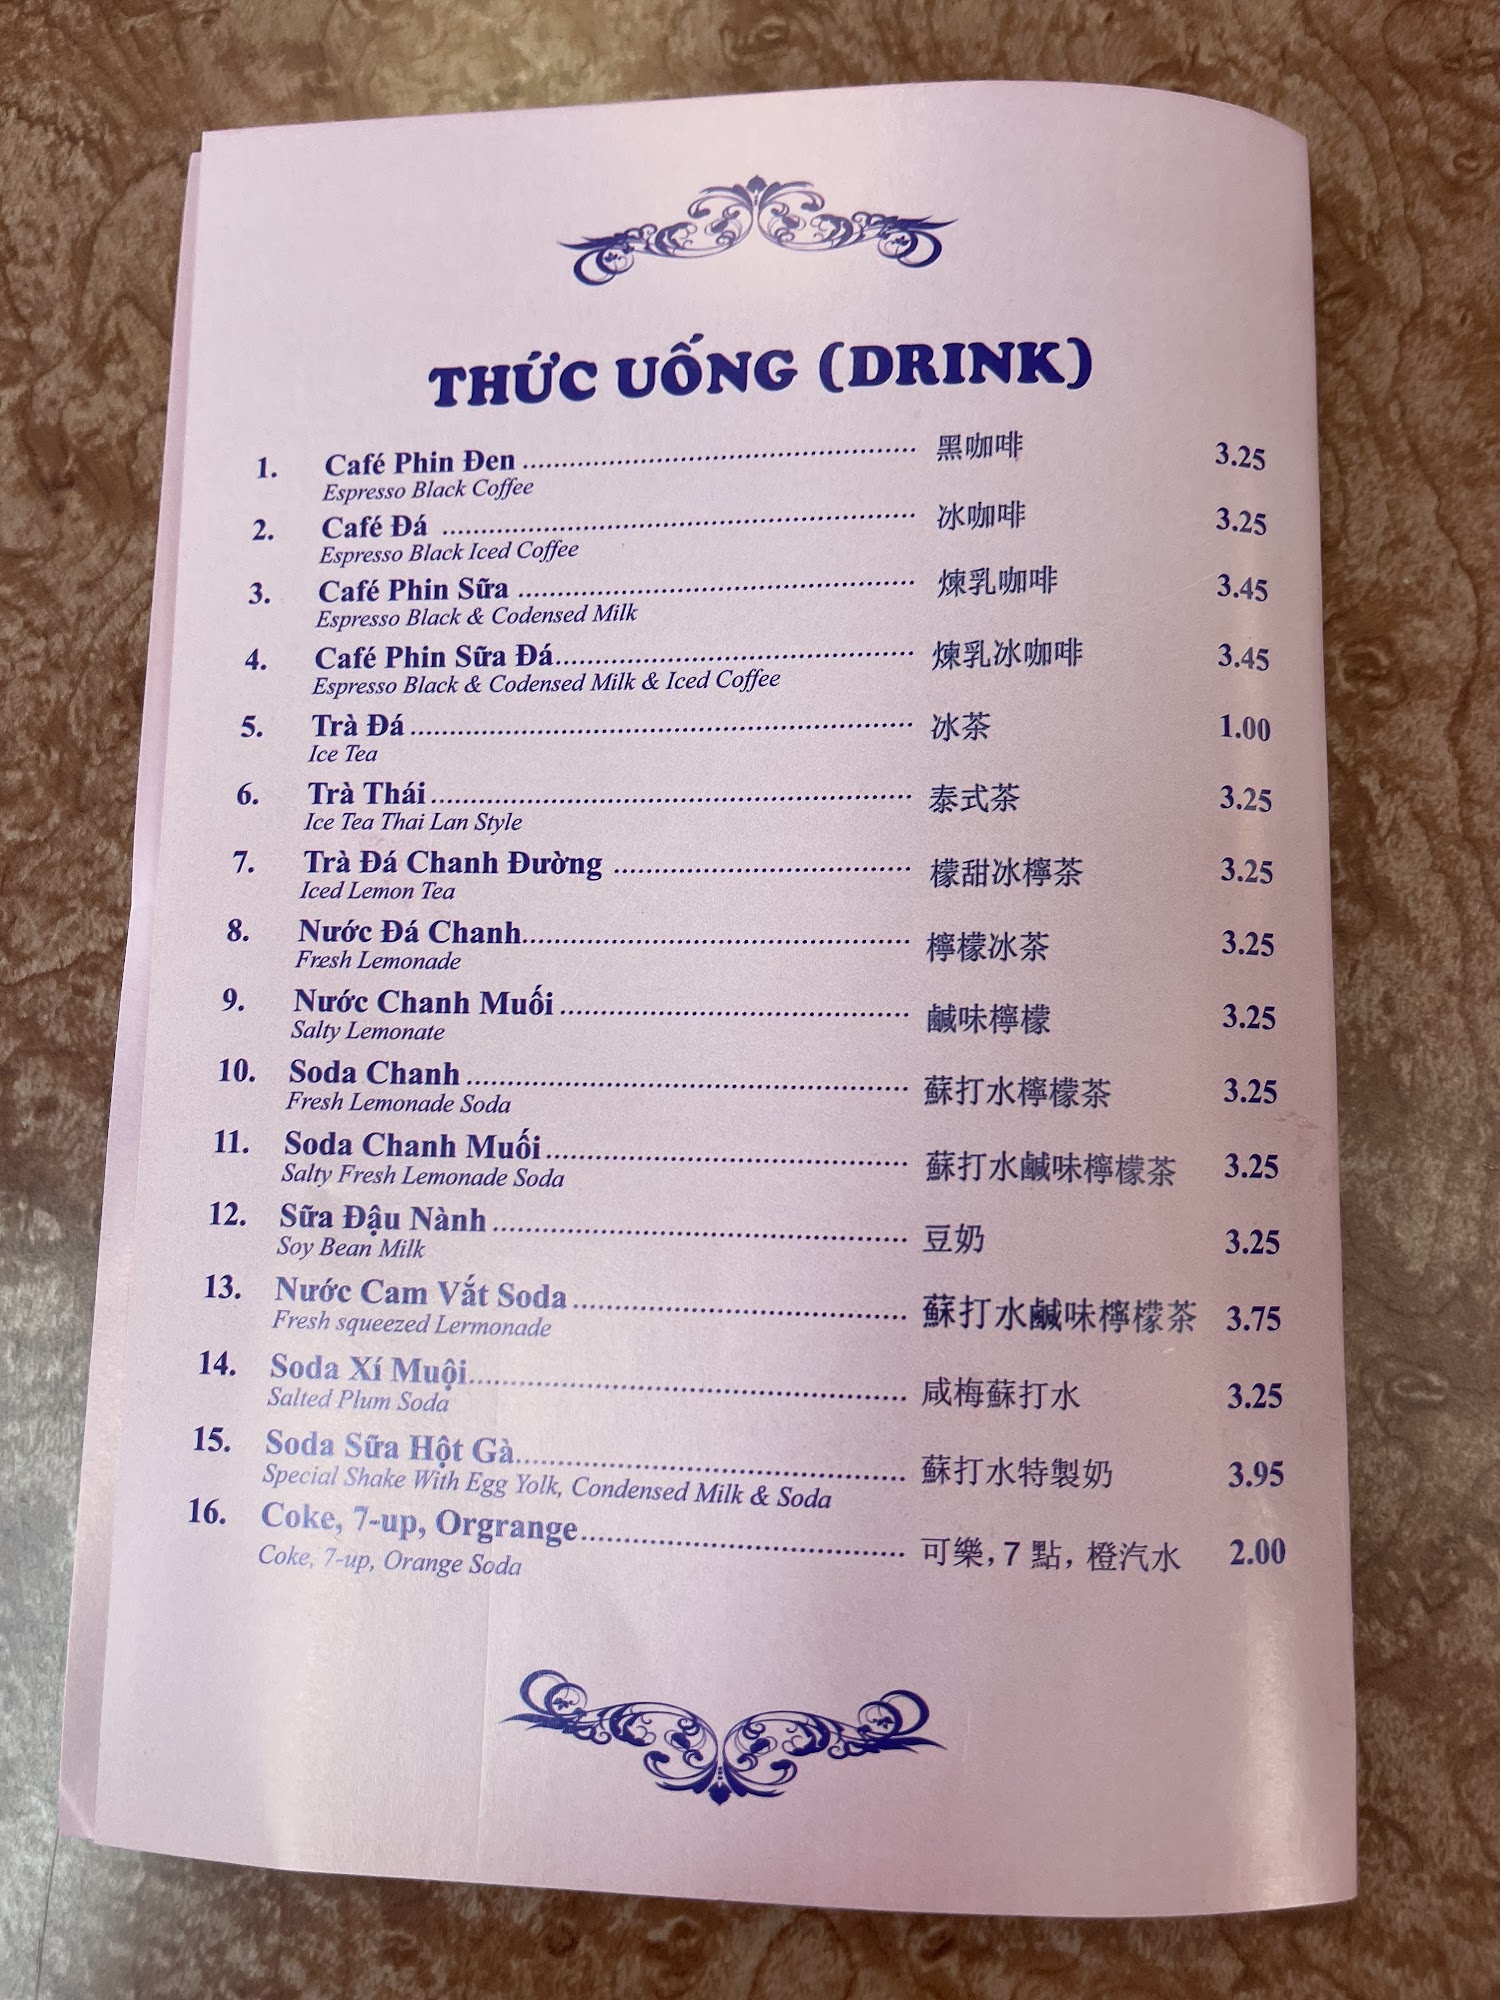 THỨC UỐNG (DRINK)
1. Café Phin Đen 黑咖啡 3.25
Espresso Black Coffee
2. Café Đá 冰咖啡 3.25
Espresso Black Iced Coffee
3. Café Phin Sữa 煉乳咖啡 3.45
Espresso Black & Codensed Milk
4. Café Phin Sữa Đá 煉乳冰咖啡 3.45
Espresso Black & Codensed Milk & Iced Coffee
5. Trà Đá 冰茶 1.00
Ice Tea
6. Trà Thái 泰式茶 3.25
Ice Tea Thai Lan Style
7. Trà Đá Chanh Đường 檬甜冰檸茶 3.25
Iced Lemon Tea
8. Nước Đá Chanh 檸檬冰茶 3.25
Fresh Lemonade
9. Nước Chanh Muối 鹹味檸檬 3.25
Salty Lemonate
10. Soda Chanh 蘇打水檸檬茶 3.25
Fresh Lemonade Soda
11. Soda Chanh Muối 蘇打水鹹味檸檬茶 3.25
Salty Fresh Lemonade Soda
12. Sữa Đậu Nành 豆奶 3.25
Soy Bean Milk
13. Nước Cam Vắt Soda 蘇打水鹹味檸檬茶 3.75
Fresh squeezed Lermonade
14. Soda Xí Muội 咸梅蘇打水 3.25
Salted Plum Soda
15. Soda Sữa Hột Gà 蘇打水特製奶 3.95
Special Shake With Egg Yolk, Condensed Milk & Soda
16. Coke, 7-up, Orgrange 可樂, 7 點, 橙汽水 2.00
Coke, 7-up, Orange Soda